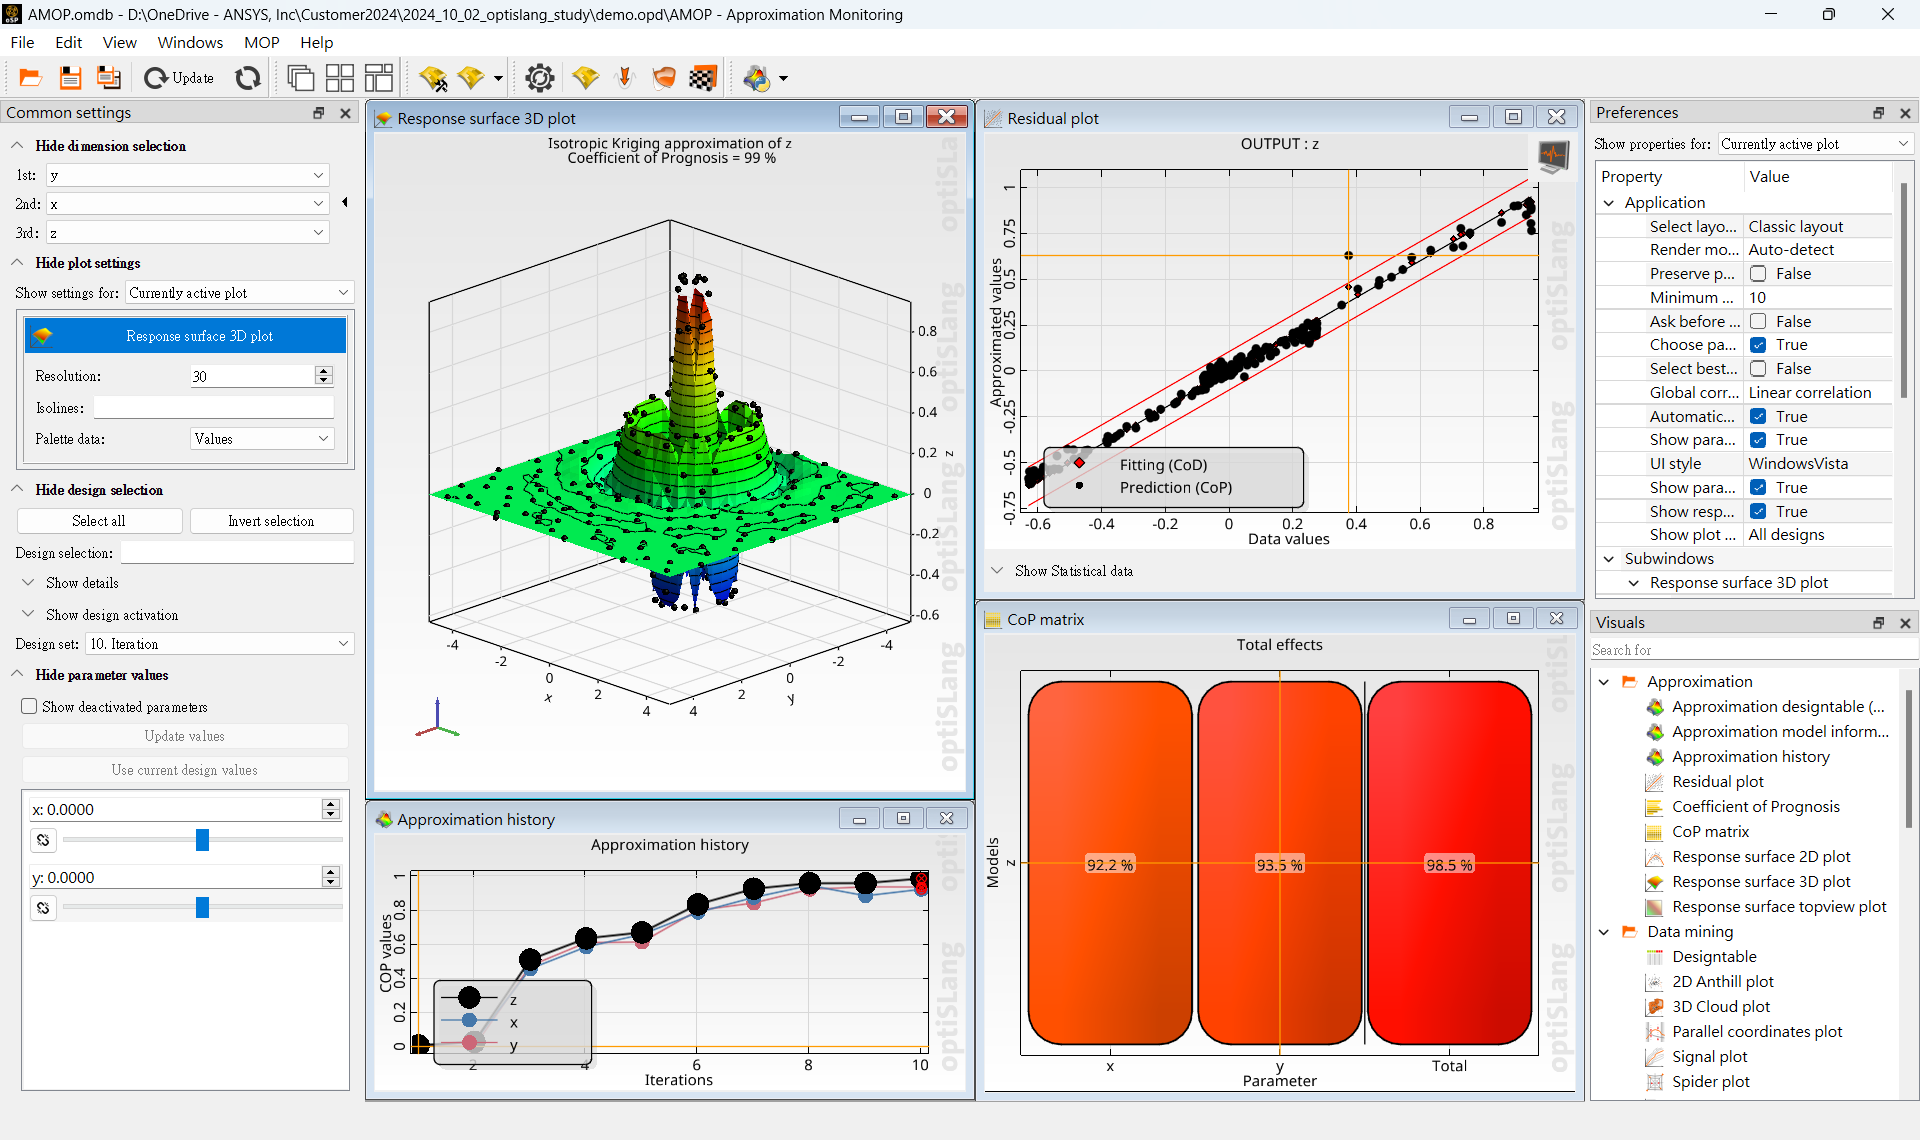 AMOP.omdb - D:\OneDrive - ANSYS, Inc\Customer2024\2024_10_02_optislang_study\demo.opd\AMOP - Approximation Monitoring
File Edit View Windows MOP Help
Update
Common settings
Hide dimension selection
1st: y
2nd: x
3rd: z
Hide plot settings
Show settings for: Currently active plot
Response surface 3D plot
Resolution: 30
Isolines:
Palette data: Values
Hide design selection
Select all Invert selection
Design selection:
Show details
Show design activation
Design set: 10. Iteration
Hide parameter values
Show deactivated parameters
Update values
Use current design values
x: 0.0000
y: 0.0000
Response surface 3D plot
Isotropic Kriging approximation of z
Coefficient of Prognosis = 99 %
0.8
0.6
0.4
0.2
0
-0.2
-0.4
-0.6
z
-4 -2 0 2 4
x
4 2 0 -2 -4
y
optiSLang
optiSLang
optiSLang
Approximation history
Approximation history
COP values
1
0.8
0.6
0.4
0.2
0
z
x
y
2 4 6 8 10
Iterations
optiSLang
Residual plot
OUTPUT : z
Approximated values
1
0.75
0.5
0.25
0
-0.25
-0.5
-0.75
Fitting (CoD)
Prediction (CoP)
-0.6 -0.4 -0.2 0 0.2 0.4 0.6 0.8
Data values
optiSLang
optiSLang
Show Statistical data
CoP matrix
Total effects
Models
z
92.2 % 93.5 % 98.5 %
x y Total
Parameter
optiSLang
optiSLang
Preferences
Show properties for: Currently active plot
Property Value
Application
Select layo... Classic layout
Render mo... Auto-detect
Preserve p... False
Minimum ... 10
Ask before ... False
Choose pa... True
Select best... False
Global corr... Linear correlation
Automatic... True
Show para... True
UI style WindowsVista
Show para... True
Show resp... True
Show plot ... All designs
Subwindows
Response surface 3D plot
Visuals
Search for
Approximation
Approximation designtable (...
Approximation model inform...
Approximation history
Residual plot
Coefficient of Prognosis
CoP matrix
Response surface 2D plot
Response surface 3D plot
Response surface topview plot
Data mining
Designtable
2D Anthill plot
3D Cloud plot
Parallel coordinates plot
Signal plot
Spider plot